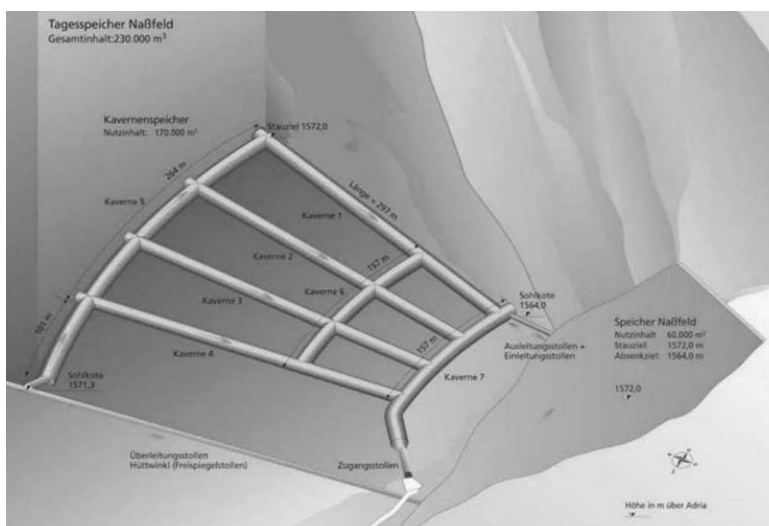 Tagesspeicher Naßfeld
Gesamtinhalt:230.000 m³
Kavernenspeicher
Nutzinhalt: 170.000 m³
Stauziel 1572,0
264 m
Länge = 297 m
Kaverne 5
Kaverne 1
Kaverne 2
157 m
Kaverne 6
Kaverne 3
101 m
Sohlkote
1564,0
Speicher Naßfeld
Nutzinhalt 60.000 m³
Stauziel: 1572,0 m
Absenkziel: 1564,0 m
157 m
Ausleitungsstollen +
Einleitungsstollen
Kaverne 4
Kaverne 7
Sohlkote
1571,3
1572,0
Überleitungsstollen
Hüttwinkl (Freispiegelstollen)
Zugangsstollen
Höhe in m über Adria